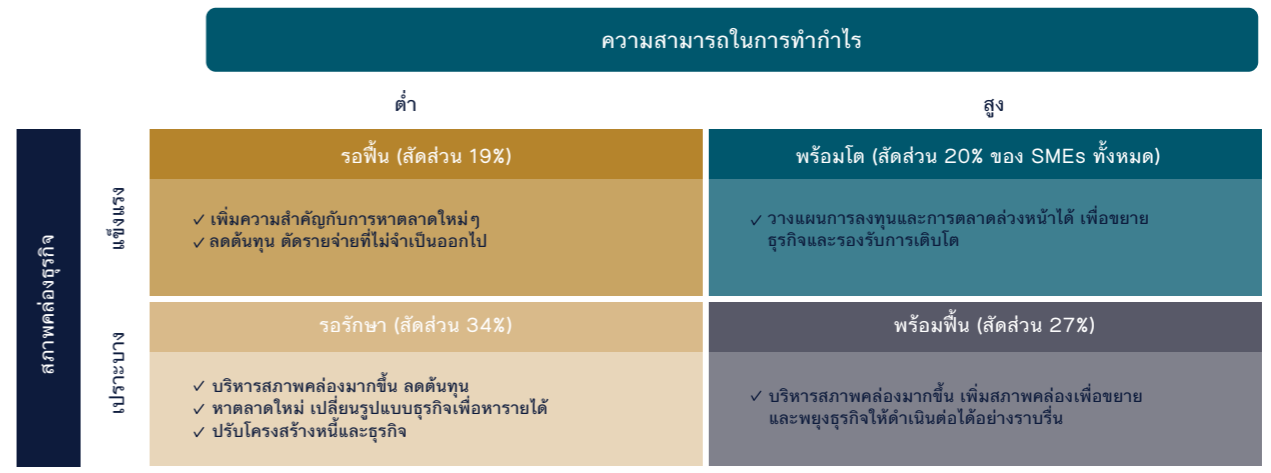 ความสามารถในการทำกำไร
ต่ำ
สูง
สภาพคล่องธุรกิจ
แข็งแรง
รอฟื้น (สัดส่วน 19%)
✓ เพิ่มความสำคัญกับการหาตลาดใหม่ๆ
✓ ลดต้นทุน ตัดรายจ่ายที่ไม่จำเป็นออกไป
พร้อมโต (สัดส่วน 20% ของ SMEs ทั้งหมด)
✓ วางแผนการลงทุนและการตลาดล่วงหน้าได้ เพื่อขยาย
ธุรกิจและรองรับการเติบโต
เปราะบาง
รอรักษา (สัดส่วน 34%)
✓ บริหารสภาพคล่องมากขึ้น ลดต้นทุน
✓ หาตลาดใหม่ เปลี่ยนรูปแบบธุรกิจเพื่อหารายได้
✓ ปรับโครงสร้างหนี้และธุรกิจ
พร้อมฟื้น (สัดส่วน 27%)
✓ บริหารสภาพคล่องมากขึ้น เพิ่มสภาพคล่องเพื่อขยาย
และพยุงธุรกิจให้ดำเนินต่อได้อย่างราบรื่น